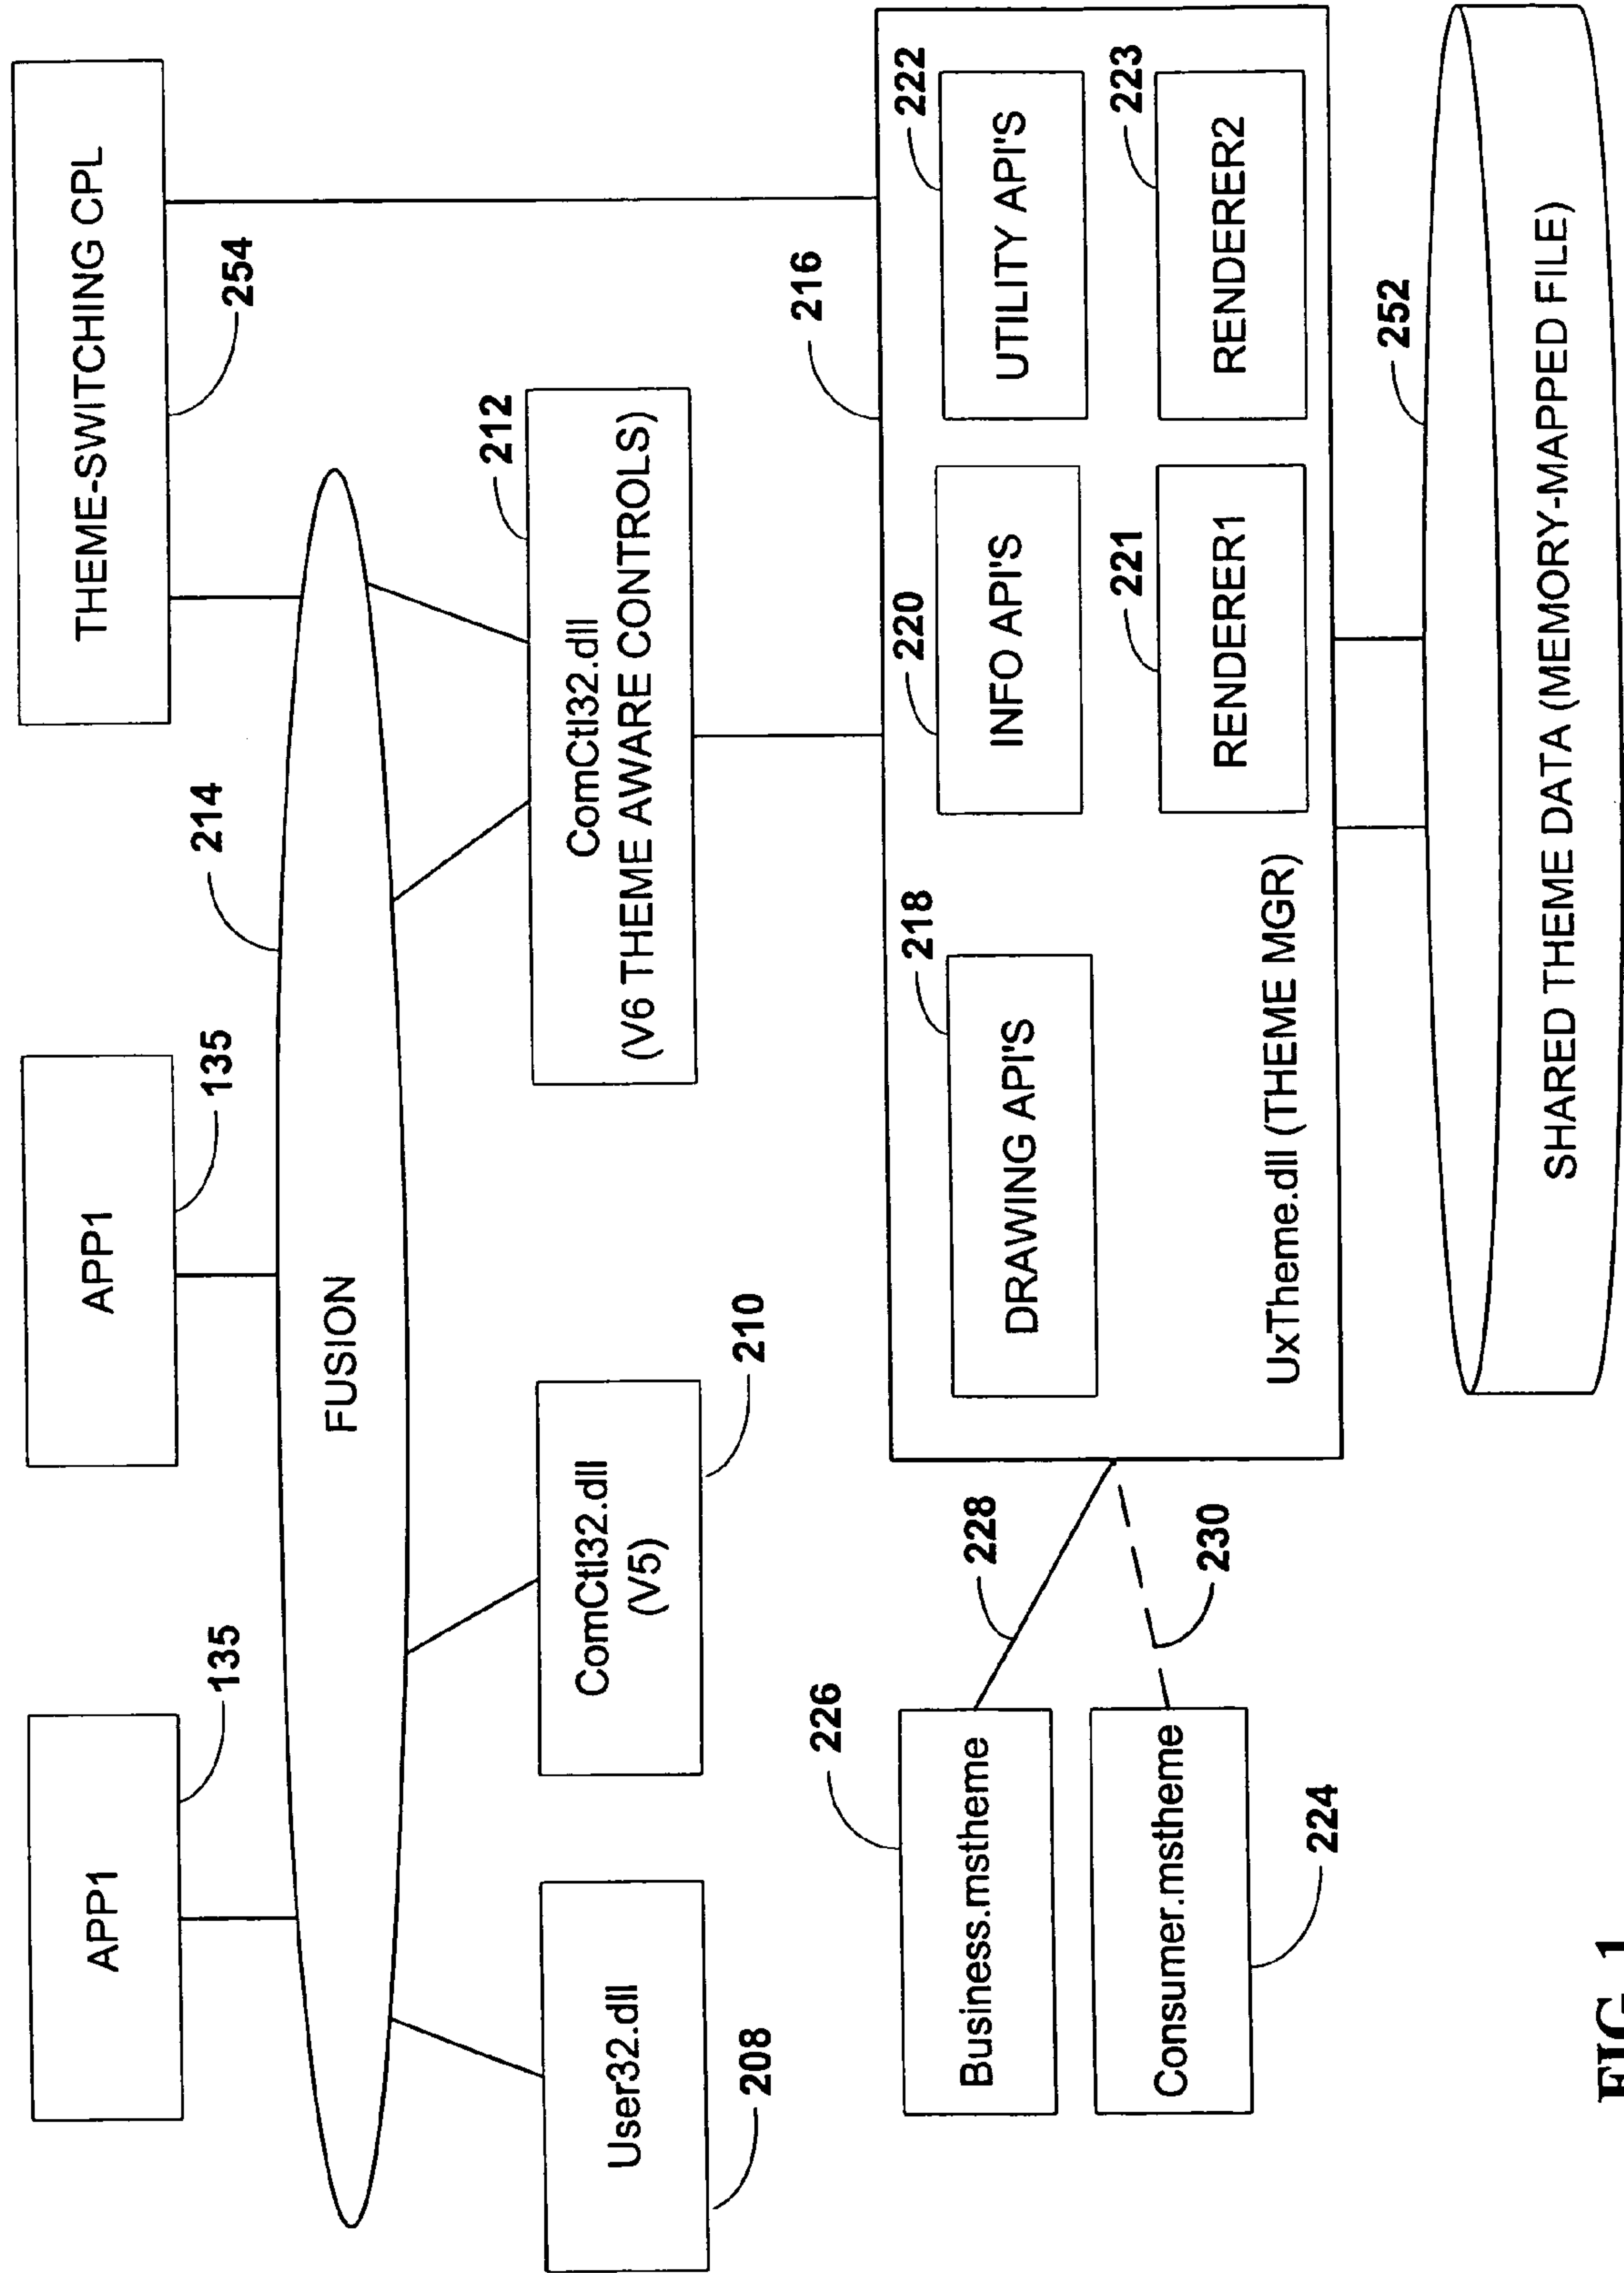 APP1
135
APP1
135
THEME-SWITCHING CPL
254
214
FUSION
User32.dll
208
ComCtl32.dll
(V5)
210
212
ComCtl32.dll
(V6 THEME AWARE CONTROLS)
226
Business.mstheme
228
Consumer.mstheme
224
230
216
218
DRAWING API'S
220
INFO API'S
222
UTILITY API'S
221
RENDERER1
223
RENDERER2
UxTheme.dll (THEME MGR)
252
SHARED THEME DATA (MEMORY-MAPPED FILE)